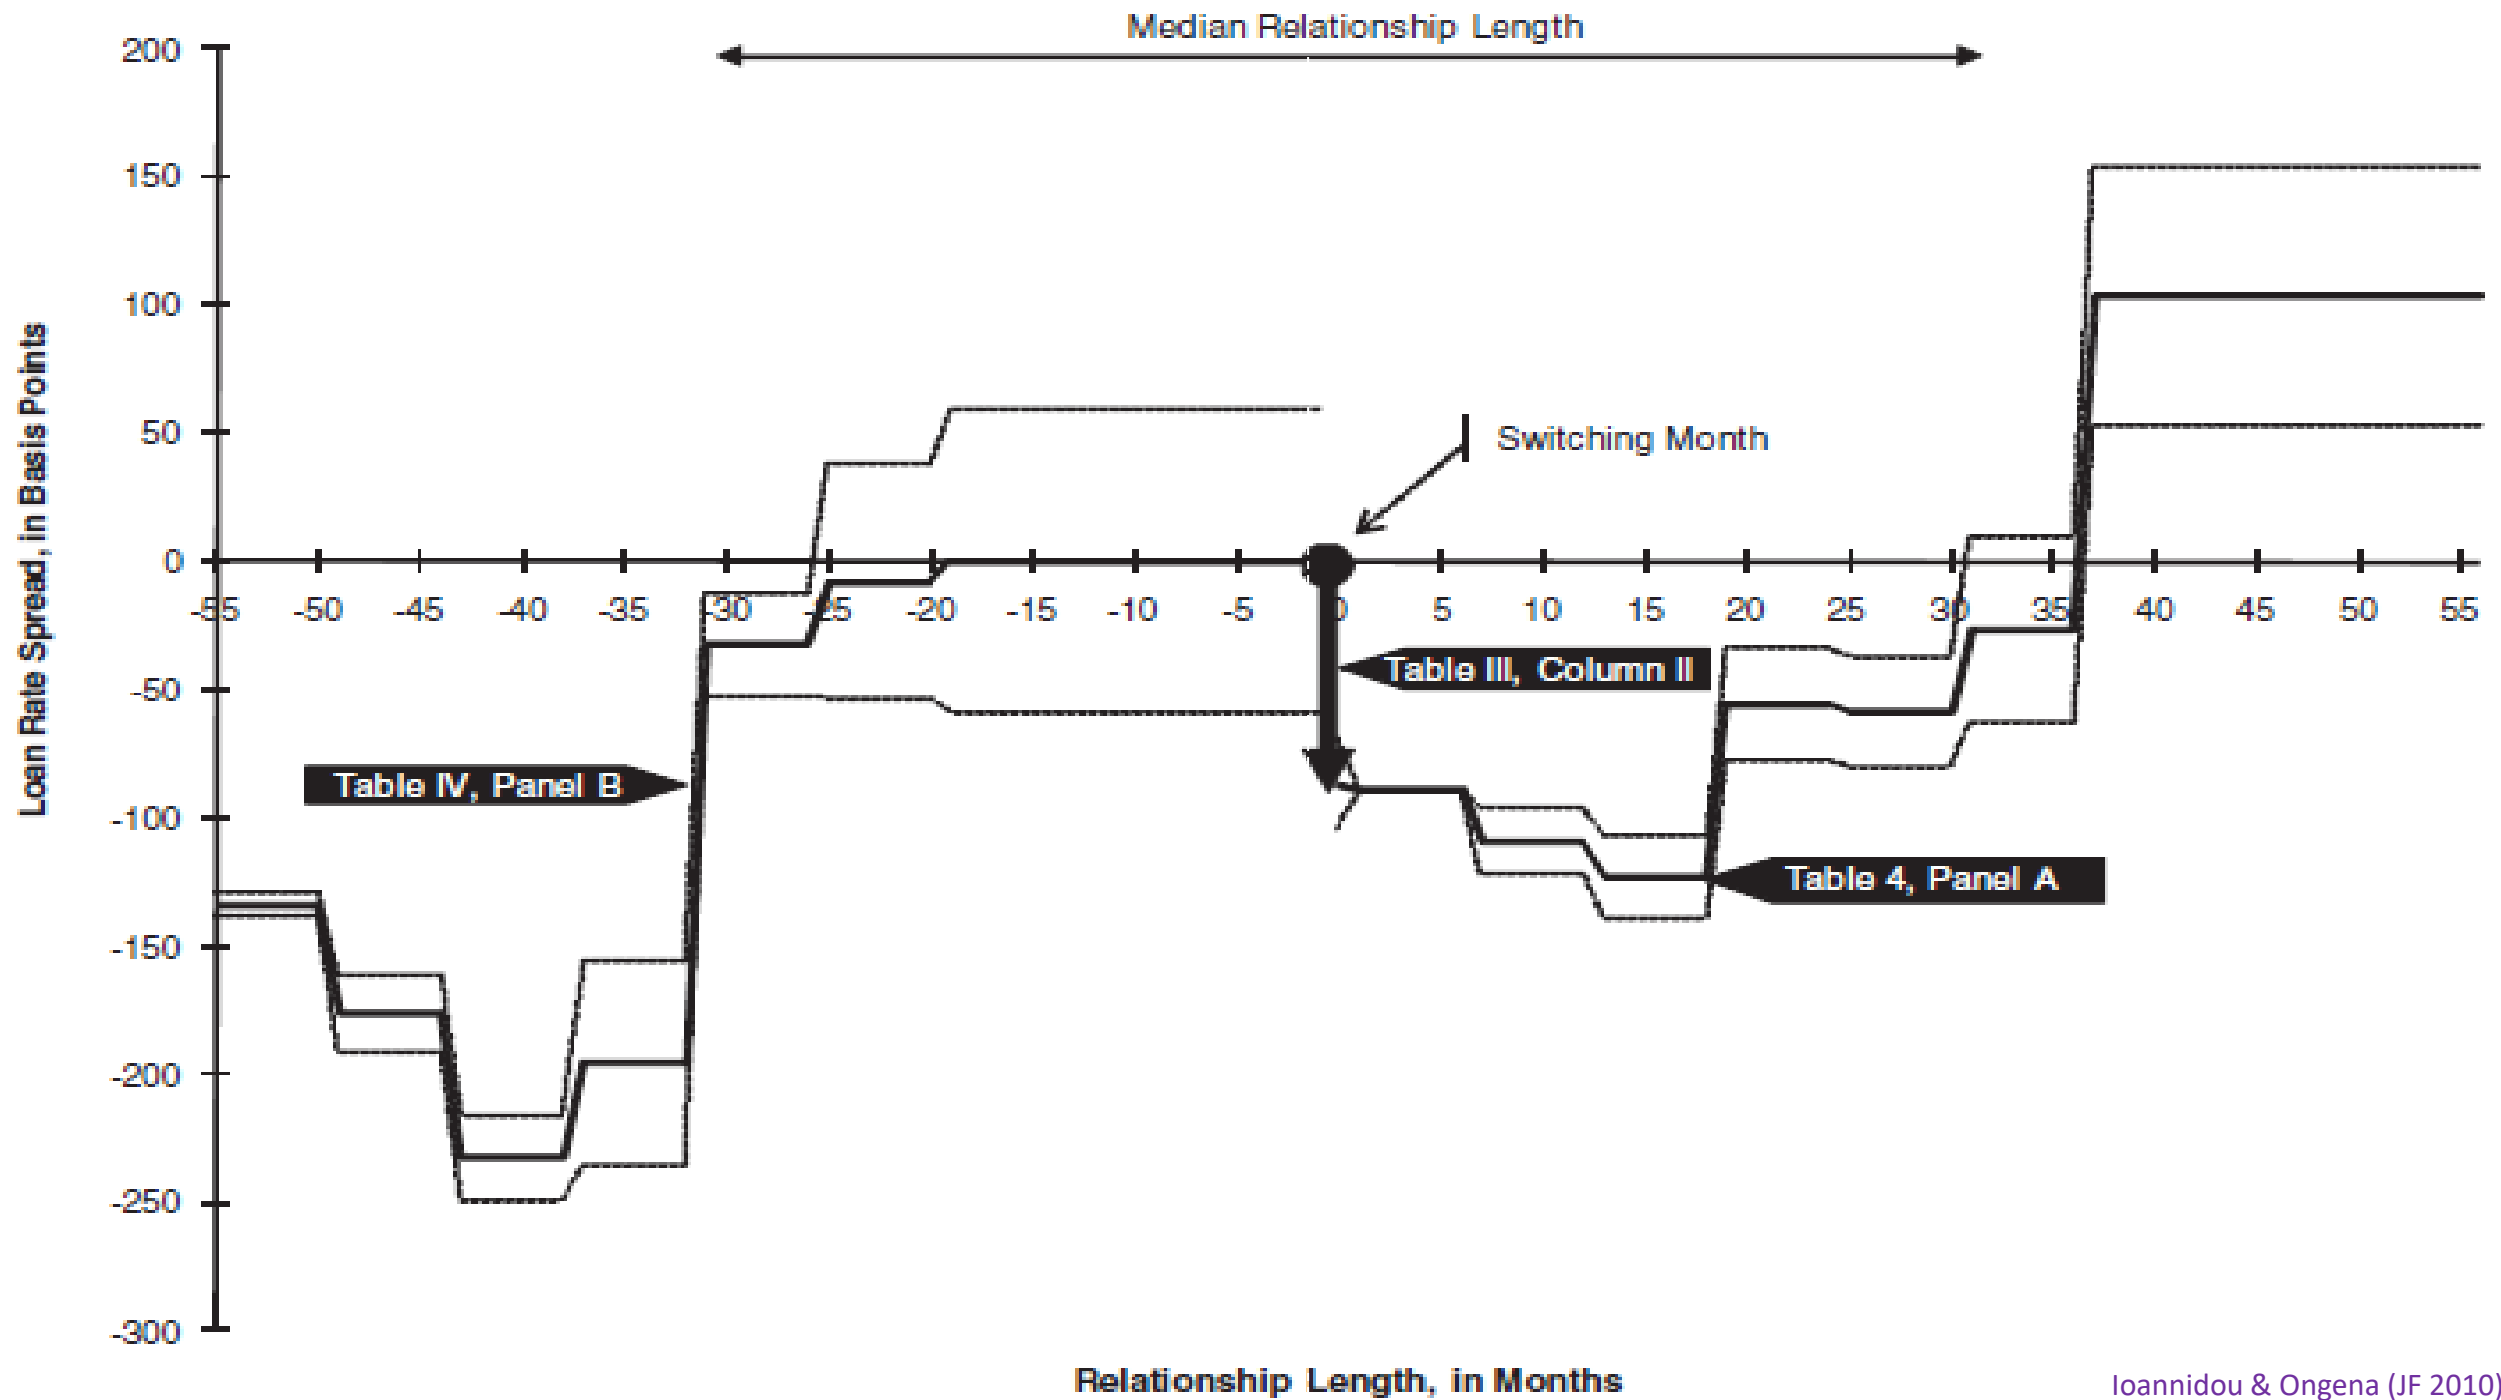 Median Relationship Length
200
150
100
50
0
-50
-100
-150
-200
-250
-300
Loan Rate Spread, in Basis Points
Switching Month
-55 -50 -45 -40 -35 -30 -25 -20 -15 -10 -5 0 5 10 15 20 25 30 35 40 45 50 55
Table III, Column II
Table IV, Panel B
Table 4, Panel A
Relationship Length, in Months
Ioannidou & Ongena (JF 2010)